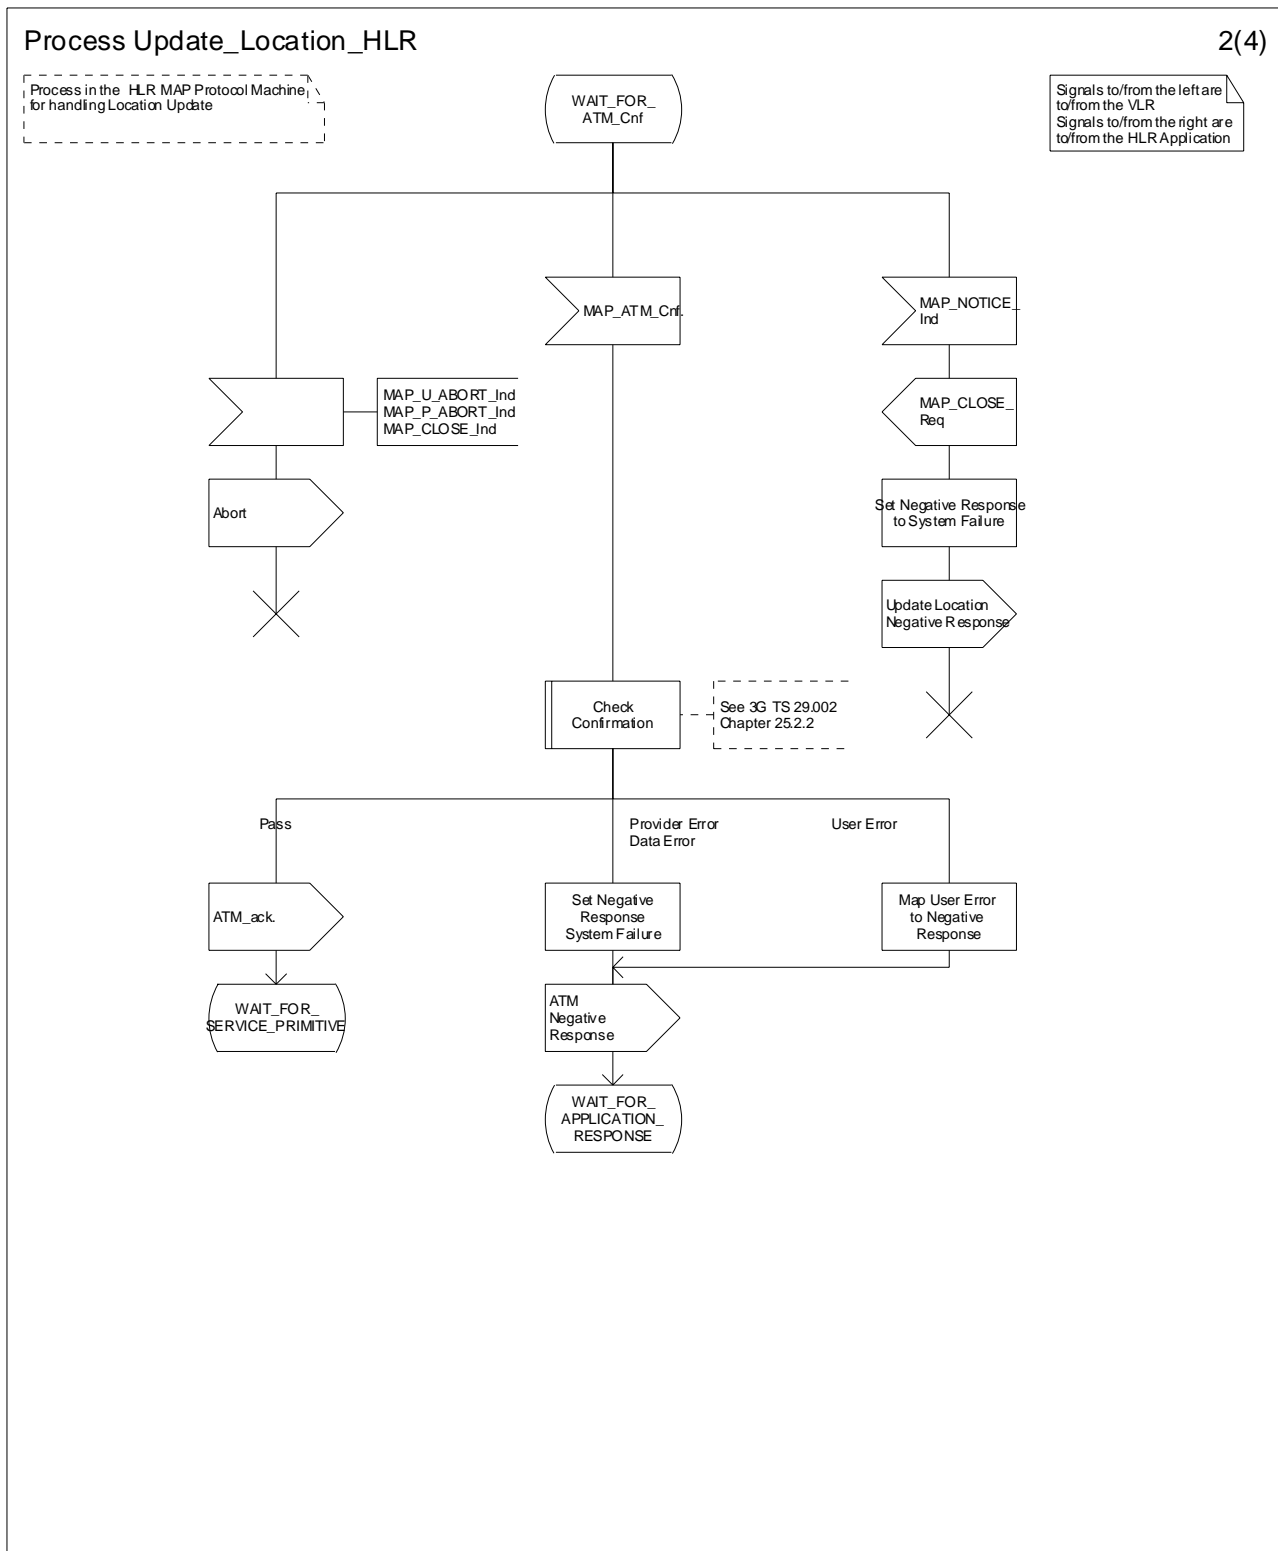 Process Update_Location_HLR
2(4)
Process in the HLR MAP Protocol Machine
for handling Location Update
WAIT_FOR_
ATM_Cnf
Signals to/from the left are
to/from the VLR
Signals to/from the right are
to/from the HLR Application
MAP_ATM_Cnf.
MAP_NOTICE_
Ind
MAP_U_ABORT_Ind
MAP_P_ABORT_Ind
MAP_CLOSE_Ind
MAP_CLOSE_
Req
Abort
Set Negative Response
to System Failure
Update Location
Negative Response
Check
Confirmation
See 3G TS 29.002
Chapter 25.2.2
Pass
Provider Error
Data Error
User Error
ATM_ack.
Set Negative
Response
System Failure
Map User Error
to Negative
Response
WAIT_FOR_
SERVICE_PRIMITIVE
ATM
Negative
Response
WAIT_FOR_
APPLICATION_
RESPONSE